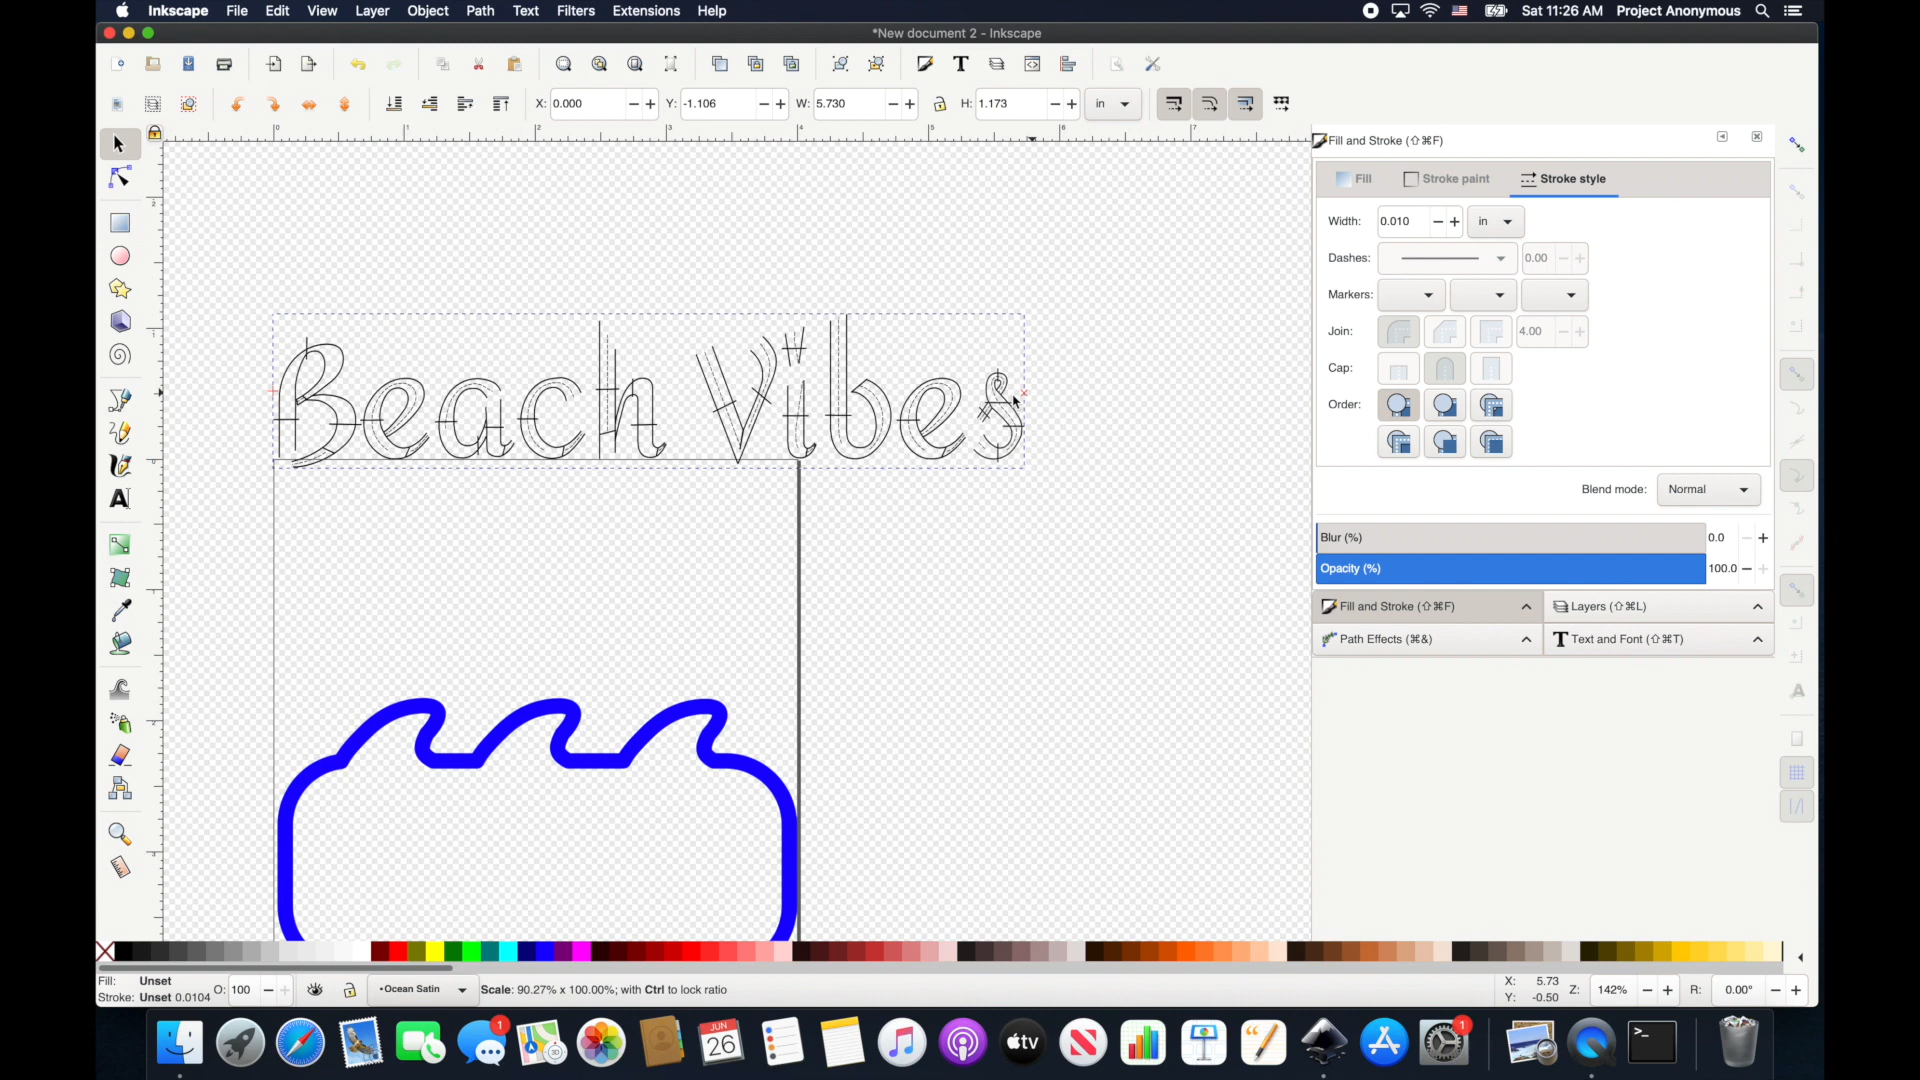 Inkscape File Edit View Layer Object Path Text Filters Extensions Help Sat 11:26 AM Project Anonymous
*New document 2 - Inkscape
X: 0.000 Y: -1.106 W: 5.730 H: 1.173 in
Fill and Stroke (⇧⌘F)
Fill Stroke paint Stroke style
Width: 0.010 in
Dashes: 0.00
Markers:
Join: 4.00
Cap:
Order:
Beach Vibes
Blend mode: Normal
Blur (%) 0.0
Opacity (%) 100.0
Fill and Stroke (⇧⌘F) Layers (⇧⌘L)
Path Effects (⌘&) Text and Font (⇧⌘T)
Fill: Unset
Stroke: Unset 0.0104 O: 100 •Ocean Satin Scale: 90.27% x 100.00%; with Ctrl to lock ratio
X: 5.73
Y: -0.50 Z: 142% R: 0.00°
1 JUN 26 tv 1